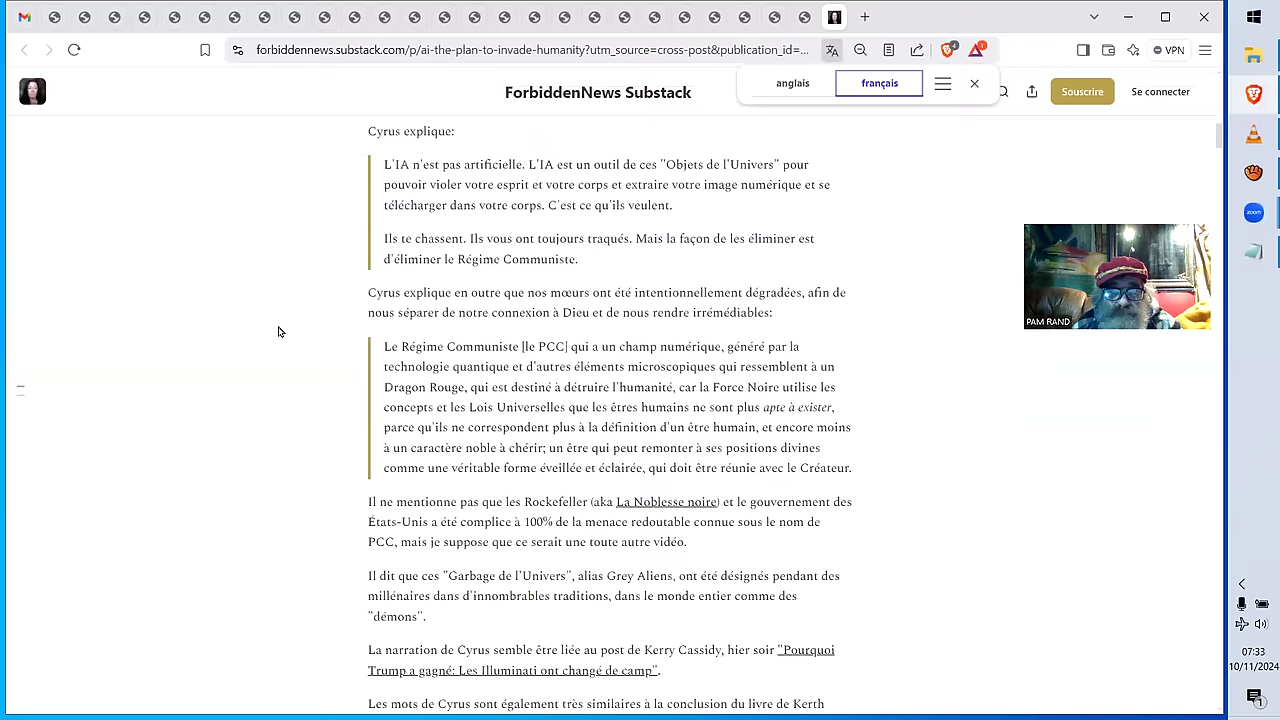 forbiddennews.substack.com/p/ai-the-plan-to-invade-humanity?utm_source=cross-post&publication_id=...
4
1
VPN
anglais
français
ForbiddenNews Substack
Souscrire
Se connecter
Cyrus explique:
L'IA n'est pas artificielle. L'IA est un outil de ces "Objets de l'Univers" pour
pouvoir violer votre esprit et votre corps et extraire votre image numérique et se
télécharger dans votre corps. C'est ce qu'ils veulent.
Ils te chassent. Ils vous ont toujours traqués. Mais la façon de les éliminer est
d'éliminer le Régime Communiste.
Cyrus explique en outre que nos mœurs ont été intentionnellement dégradées, afin de
nous séparer de notre connexion à Dieu et de nous rendre irrémédiables:
Le Régime Communiste [le PCC] qui a un champ numérique, généré par la
technologie quantique et d'autres éléments microscopiques qui ressemblent à un
Dragon Rouge, qui est destiné à détruire l'humanité, car la Force Noire utilise les
concepts et les Lois Universelles que les êtres humains ne sont plus apte à exister,
parce qu'ils ne correspondent plus à la définition d'un être humain, et encore moins
à un caractère noble à chérir; un être qui peut remonter à ses positions divines
comme une véritable forme éveillée et éclairée, qui doit être réunie avec le Créateur.
Il ne mentionne pas que les Rockefeller (aka La Noblesse noire) et le gouvernement des
États-Unis a été complice à 100% de la menace redoutable connue sous le nom de
PCC, mais je suppose que ce serait une toute autre vidéo.
Il dit que ces "Garbage de l'Univers", alias Grey Aliens, ont été désignés pendant des
millénaires dans d'innombrables traditions, dans le monde entier comme des
"démons".
La narration de Cyrus semble être liée au post de Kerry Cassidy, hier soir "Pourquoi
Trump a gagné: Les Illuminati ont changé de camp".
Les mots de Cyrus sont également très similaires à la conclusion du livre de Kerth
PAM RAND
zoom
07:33
10/11/2024
1